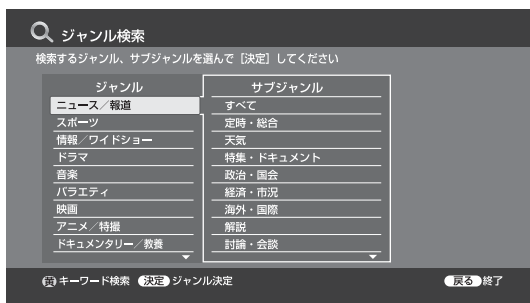 ジャンル検索
検索するジャンル、サブジャンルを選んで［決定］してください
ジャンル
サブジャンル
ニュース／報道
すべて
スポーツ
定時・総合
情報／ワイドショー
天気
ドラマ
特集・ドキュメント
音楽
政治・国会
バラエティ
経済・市況
映画
海外・国際
アニメ／特撮
解説
ドキュメンタリー／教養
討論・会談
黄 キーワード検索 決定 ジャンル決定
戻る 終了